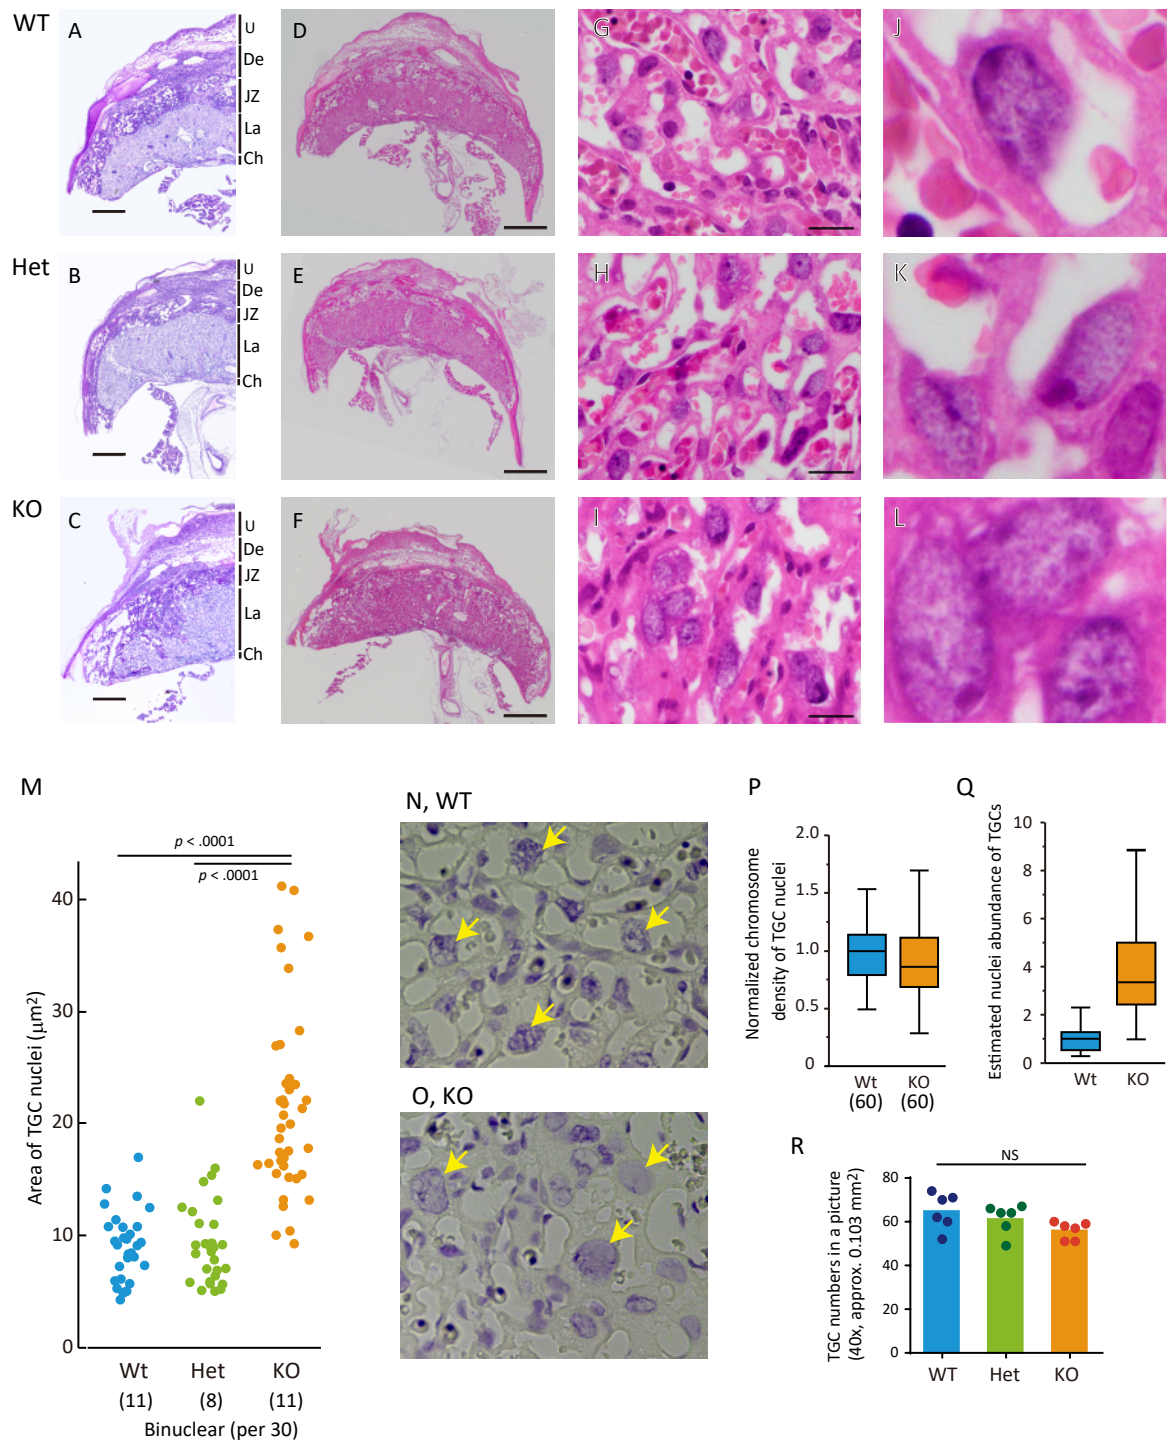 WT
A
U
De
JZ
La
Ch
D
G
J
Het
B
U
De
JZ
La
Ch
E
H
K
KO
C
U
De
JZ
La
Ch
F
I
L
M
p < .0001
p < .0001
Area of TGC nuclei (μm²)
40
30
20
10
0
Wt
Het
KO
(11)
(8)
(11)
Binuclear (per 30)
N, WT
O, KO
P
Normalized chromosome
density of TGC nuclei
2.0
1.5
1.0
0.5
0
Wt
KO
(60)
(60)
Q
Estimated nuclei abundance of TGCs
10
8
6
4
2
0
Wt
KO
R
NS
TGC numbers in a picture
(40x, approx. 0.103 mm²)
80
60
40
20
0
WT
Het
KO